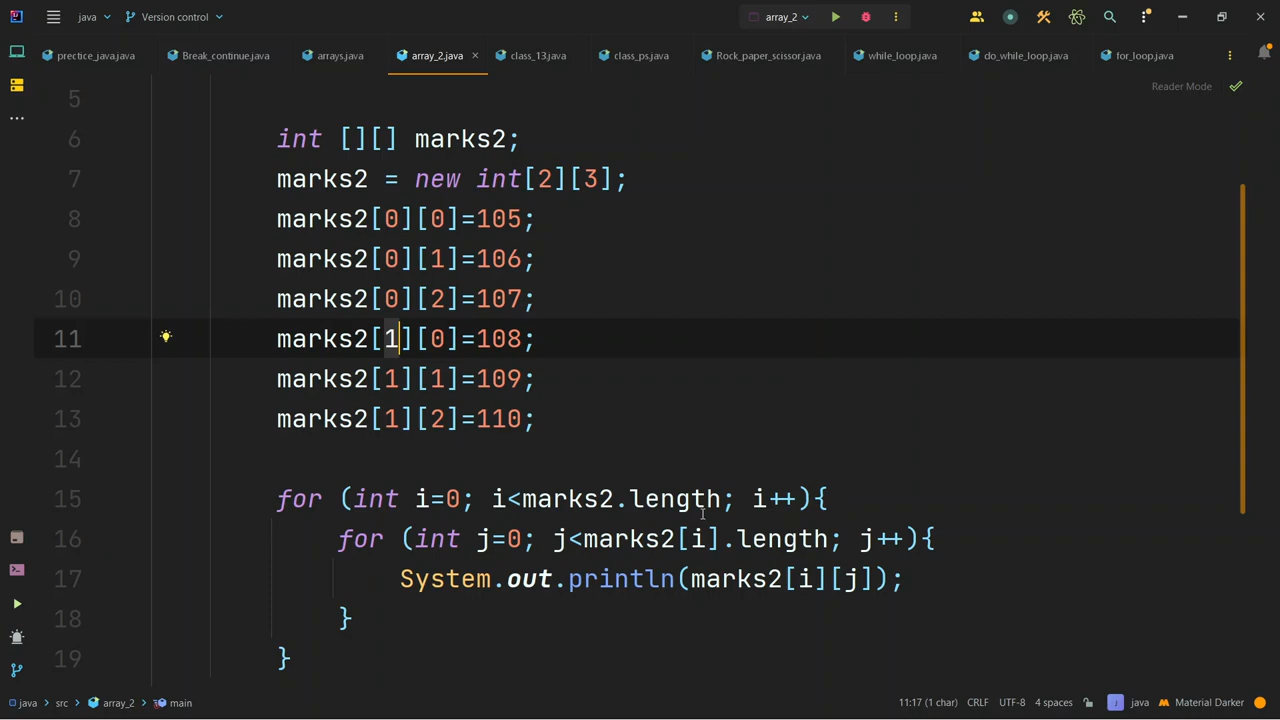 java Version control array_2
prectice_java.java Break_continue.java arrays.java array_2.java class_13.java class_ps.java Rock_paper_scissor.java while_loop.java do_while_loop.java for_loop.java
Reader Mode
5
6 int [][] marks2;
7 marks2 = new int[2][3];
8 marks2[0][0]=105;
9 marks2[0][1]=106;
10 marks2[0][2]=107;
11 marks2[1][0]=108;
12 marks2[1][1]=109;
13 marks2[1][2]=110;
14
15 for (int i=0; i<marks2.length; i++){
16 for (int j=0; j<marks2[i].length; j++){
17 System.out.println(marks2[i][j]);
18 }
19 }
java > src > array_2 > main 11:17 (1 char) CRLF UTF-8 4 spaces java Material Darker